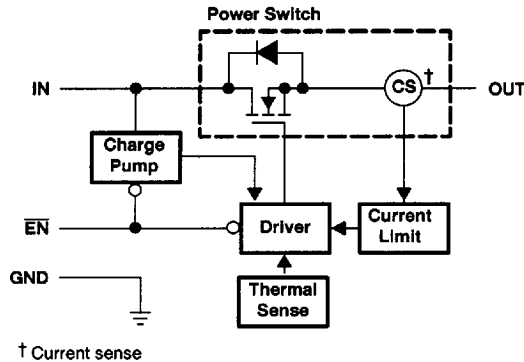 Power Switch
IN
CS †
OUT
Charge
Pump
EN
Driver
Current
Limit
GND
Thermal
Sense
† Current sense